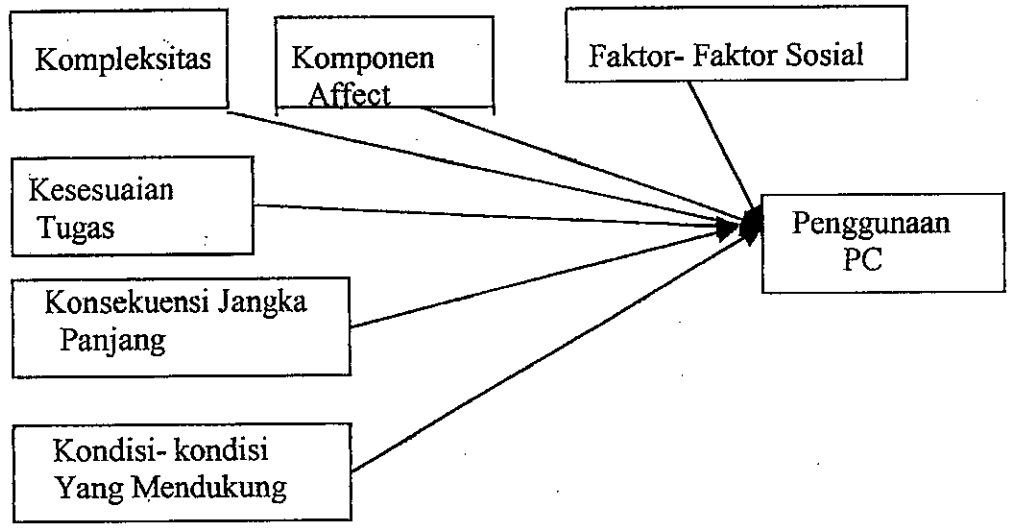 Kompleksitas
Komponen
Affect
Faktor- Faktor Sosial
Kesesuaian
Tugas
Penggunaan
PC
Konsekuensi Jangka
Panjang
Kondisi- kondisi
Yang Mendukung